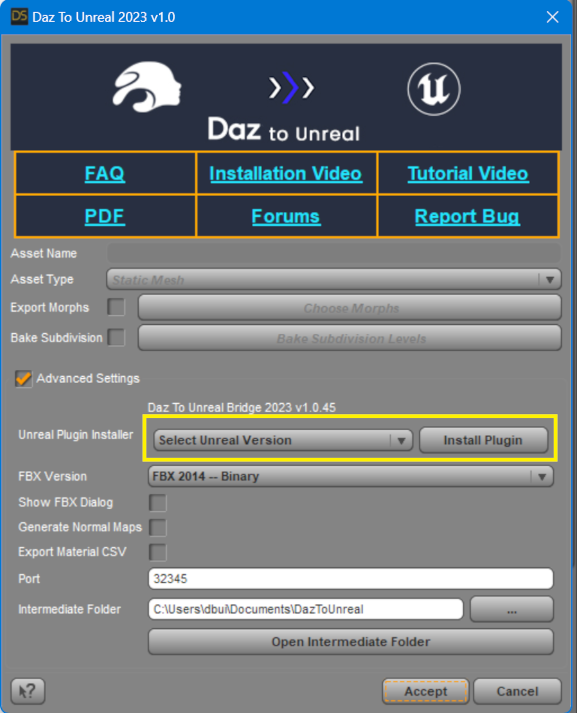 DS Daz To Unreal 2023 v1.0
Daz to Unreal
FAQ Installation Video Tutorial Video
PDF Forums Report Bug
Asset Name
Asset Type Static Mesh
Export Morphs Choose Morphs
Bake Subdivision Bake Subdivision Levels
Advanced Settings
Daz To Unreal Bridge 2023 v1.0.45
Unreal Plugin Installer Select Unreal Version Install Plugin
FBX Version FBX 2014 -- Binary
Show FBX Dialog
Generate Normal Maps
Export Material CSV
Port 32345
Intermediate Folder C:\Users\dbui\Documents\DazToUnreal ...
Open Intermediate Folder
? Accept Cancel